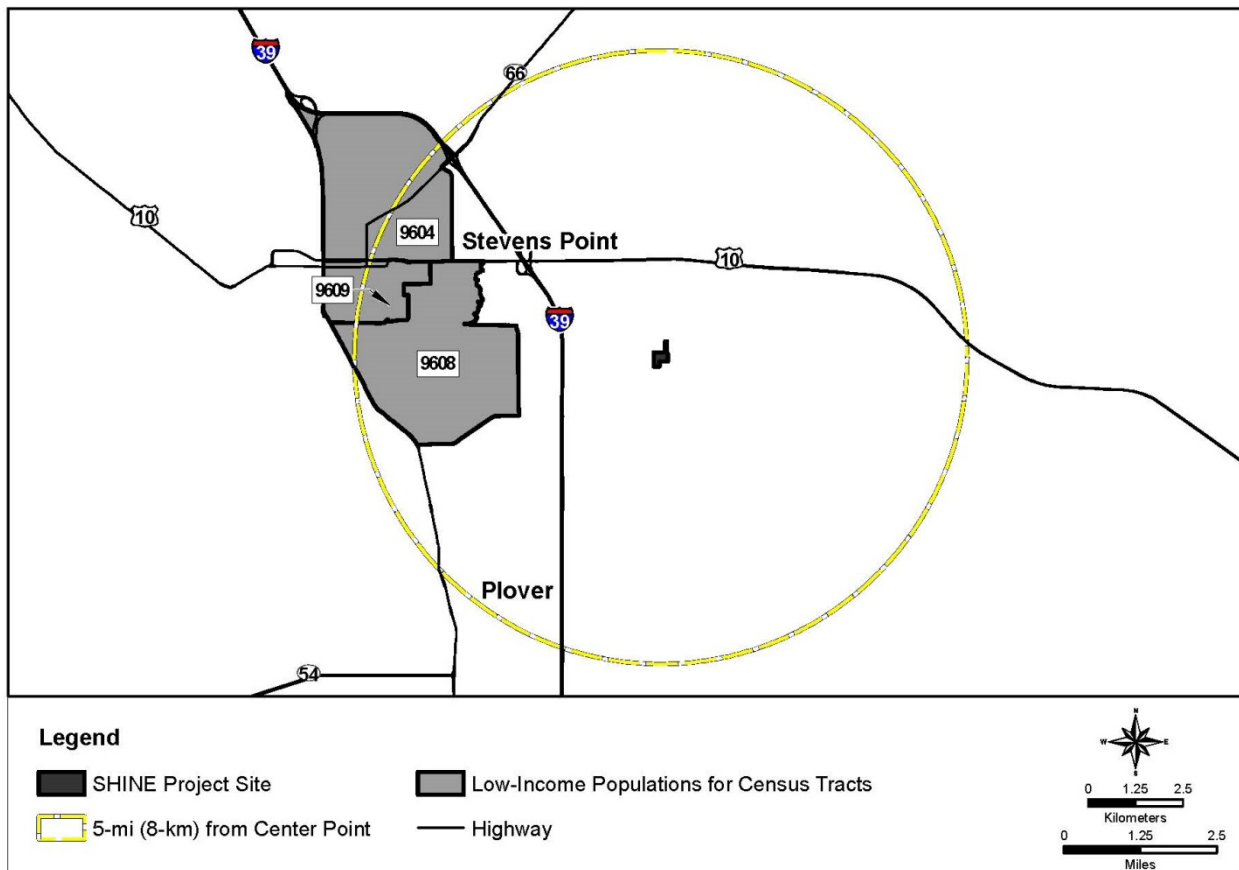 39
66
10
9604
Stevens Point
10
9609
39
9608
Plover
54
Legend
SHINE Project Site
Low-Income Populations for Census Tracts
5-mi (8-km) from Center Point
Highway
N
W E
S
0 1.25 2.5
Kilometers
0 1.25 2.5
Miles